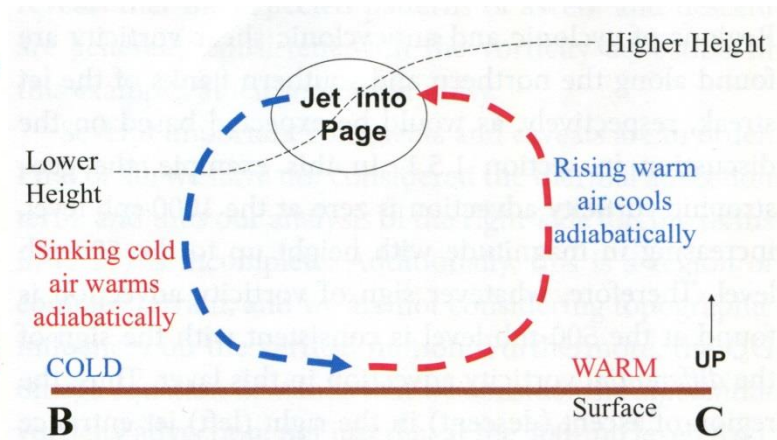 Higher Height
Jet into
Page
Lower
Height
Rising warm
air cools
adiabatically
Sinking cold
air warms
adiabatically
COLD
WARM
UP
B
Surface
C